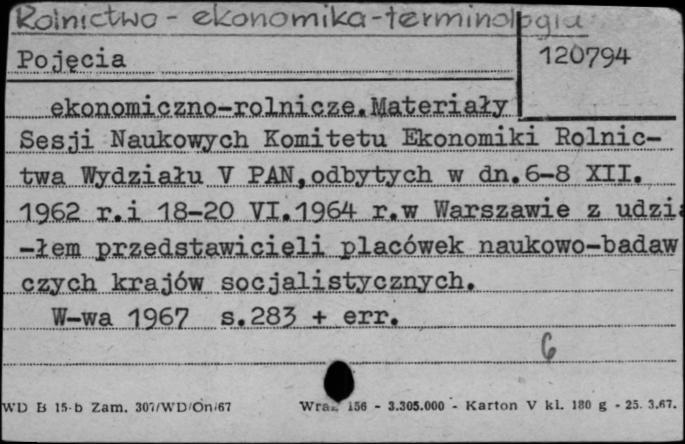 Rolnictwo - ekonomika - terminologia
Pojęcia
120794
ekonomiczno-rolnicze. Materiały
Sesji Naukowych Komitetu Ekonomiki Rolnic-
twa Wydziału V PAN, odbytych w dn. 6-8 XII.
1962 r. i 18-20 VI. 1964 r. w Warszawie z udzia
-łem przedstawicieli placówek naukowo-badaw
czych krajów socjalistycznych.
W-wa 1967 s. 283 + err.
6
WD B 15-b Zam. 307/WD/On/67 156 - 3.305.000 - Karton V kl. 180 g - 25. 3.67.